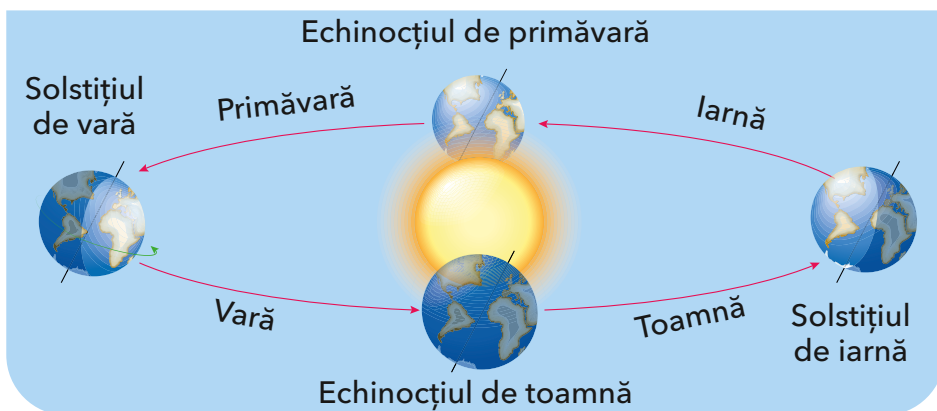 Echinocțiul de primăvară
Solstițiul
de vară
Primăvară
Iarnă
Vară
Toamnă
Solstițiul
de iarnă
Echinocțiul de toamnă